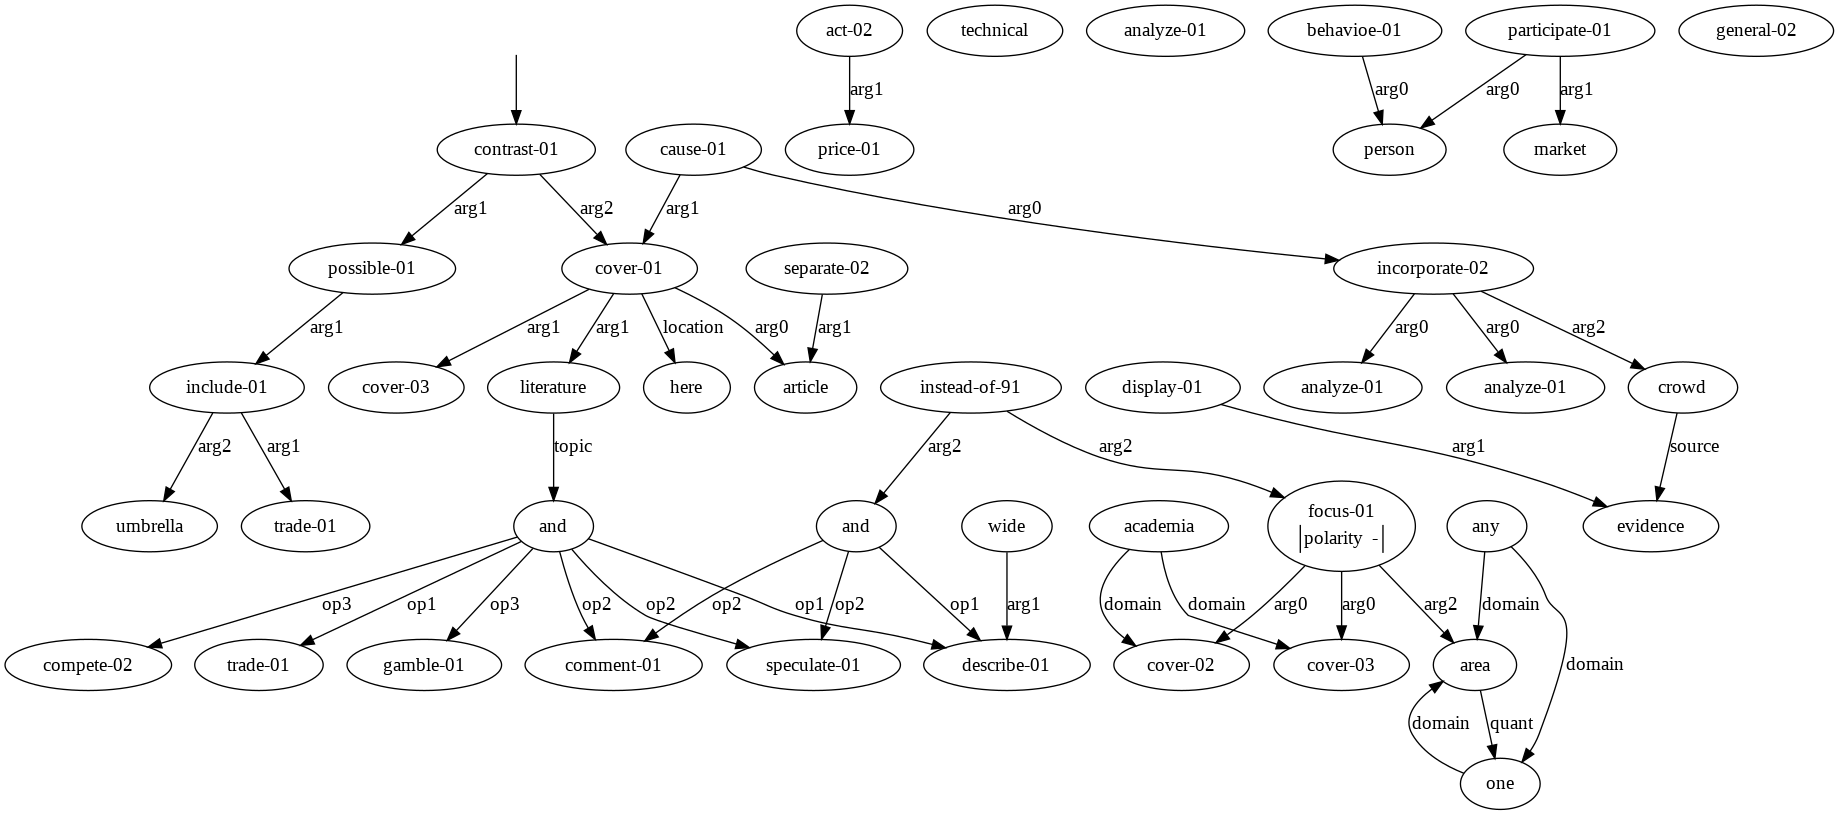 act-02
technical
analyze-01
behavioe-01
participate-01
general-02
arg1
arg0
arg0
arg1
contrast-01
cause-01
price-01
person
market
arg1
arg2
arg1
arg0
possible-01
cover-01
separate-02
incorporate-02
arg1
arg1
arg1
location
arg0
arg1
arg0
arg0
arg2
include-01
cover-03
literature
here
article
instead-of-91
display-01
analyze-01
analyze-01
crowd
arg2
arg1
topic
arg2
arg2
arg1
source
umbrella
trade-01
and
and
wide
academia
focus-01
polarity -
any
evidence
op3
op1
op3
op2
op2
op2
op1
op2
op1
arg1
domain
domain
arg0
arg0
arg2
domain
compete-02
trade-01
gamble-01
comment-01
speculate-01
describe-01
cover-02
cover-03
area
domain
domain
quant
one